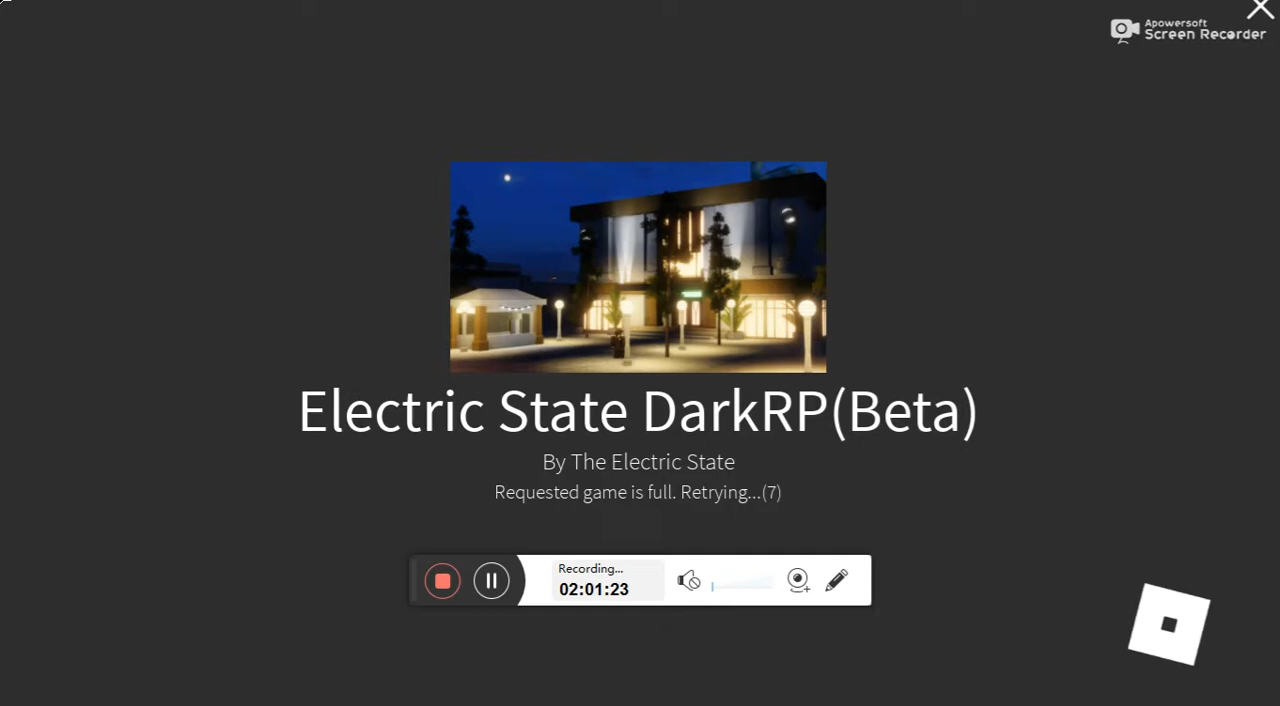 Apowersoft
Screen Recorder
Electric State DarkRP(Beta)
By The Electric State
Requested game is full. Retrying...(7)
Recording...
02:01:23